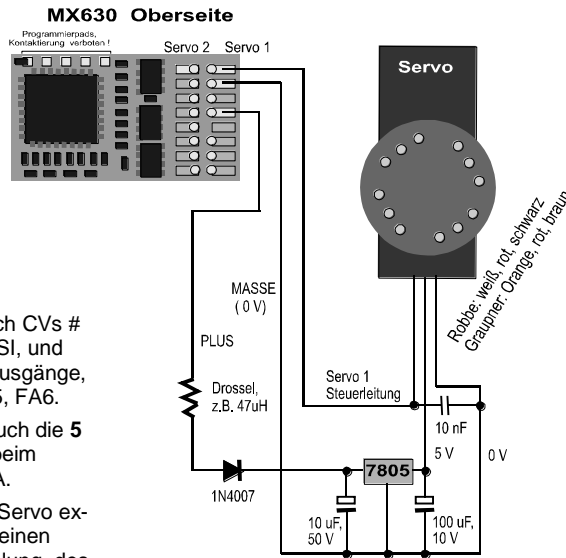 MX630 Oberseite
Programmierpads,
Kontaktierung verboten !
Servo 2 Servo 1
Servo
Robbe: weiß, rot, schwarz
Graupner: Orange, rot, braun
MASSE
( 0 V)
PLUS
ch CVs #
SI, und
usgänge,
5, FA6.
uch die 5
beim
A.
Servo ex-
einen
Drossel,
z.B. 47uH
Servo 1
Steuerleitung
10 nF
5 V
0 V
7805
1N4007
10 uF,
50 V
100 uF,
10 V